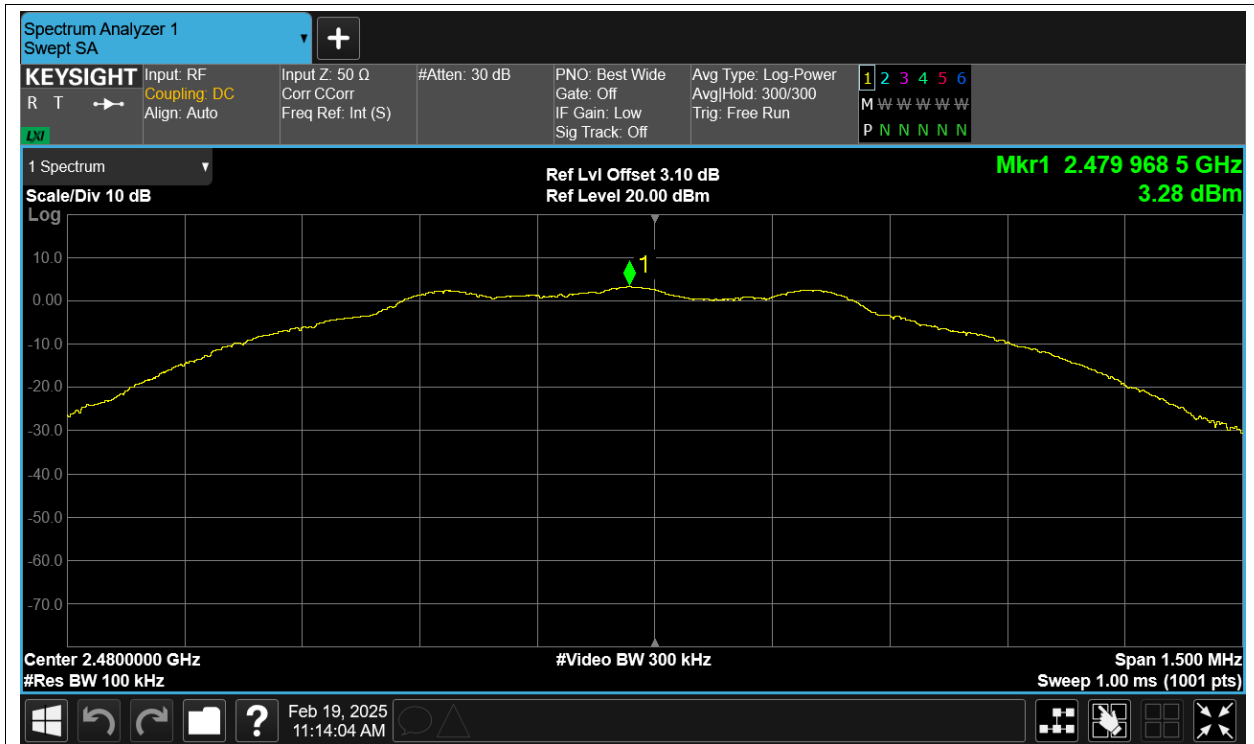 Spectrum Analyzer 1
Swept SA
KEYSIGHT
R T
LXI
Input: RF
Coupling: DC
Align: Auto
Input Z: 50 Ω
Corr CCorr
Freq Ref: Int (S)
#Atten: 30 dB
PNO: Best Wide
Gate: Off
IF Gain: Low
Sig Track: Off
Avg Type: Log-Power
Avg|Hold: 300/300
Trig: Free Run
1 2 3 4 5 6
M W W W W W
P N N N N N
1 Spectrum
Scale/Div 10 dB
Log
Ref Lvl Offset 3.10 dB
Ref Level 20.00 dBm
Mkr1 2.479 968 5 GHz
3.28 dBm
1
10.0
0.00
-10.0
-20.0
-30.0
-40.0
-50.0
-60.0
-70.0
Center 2.4800000 GHz
#Res BW 100 kHz
#Video BW 300 kHz
Span 1.500 MHz
Sweep 1.00 ms (1001 pts)
?
Feb 19, 2025
11:14:04 AM